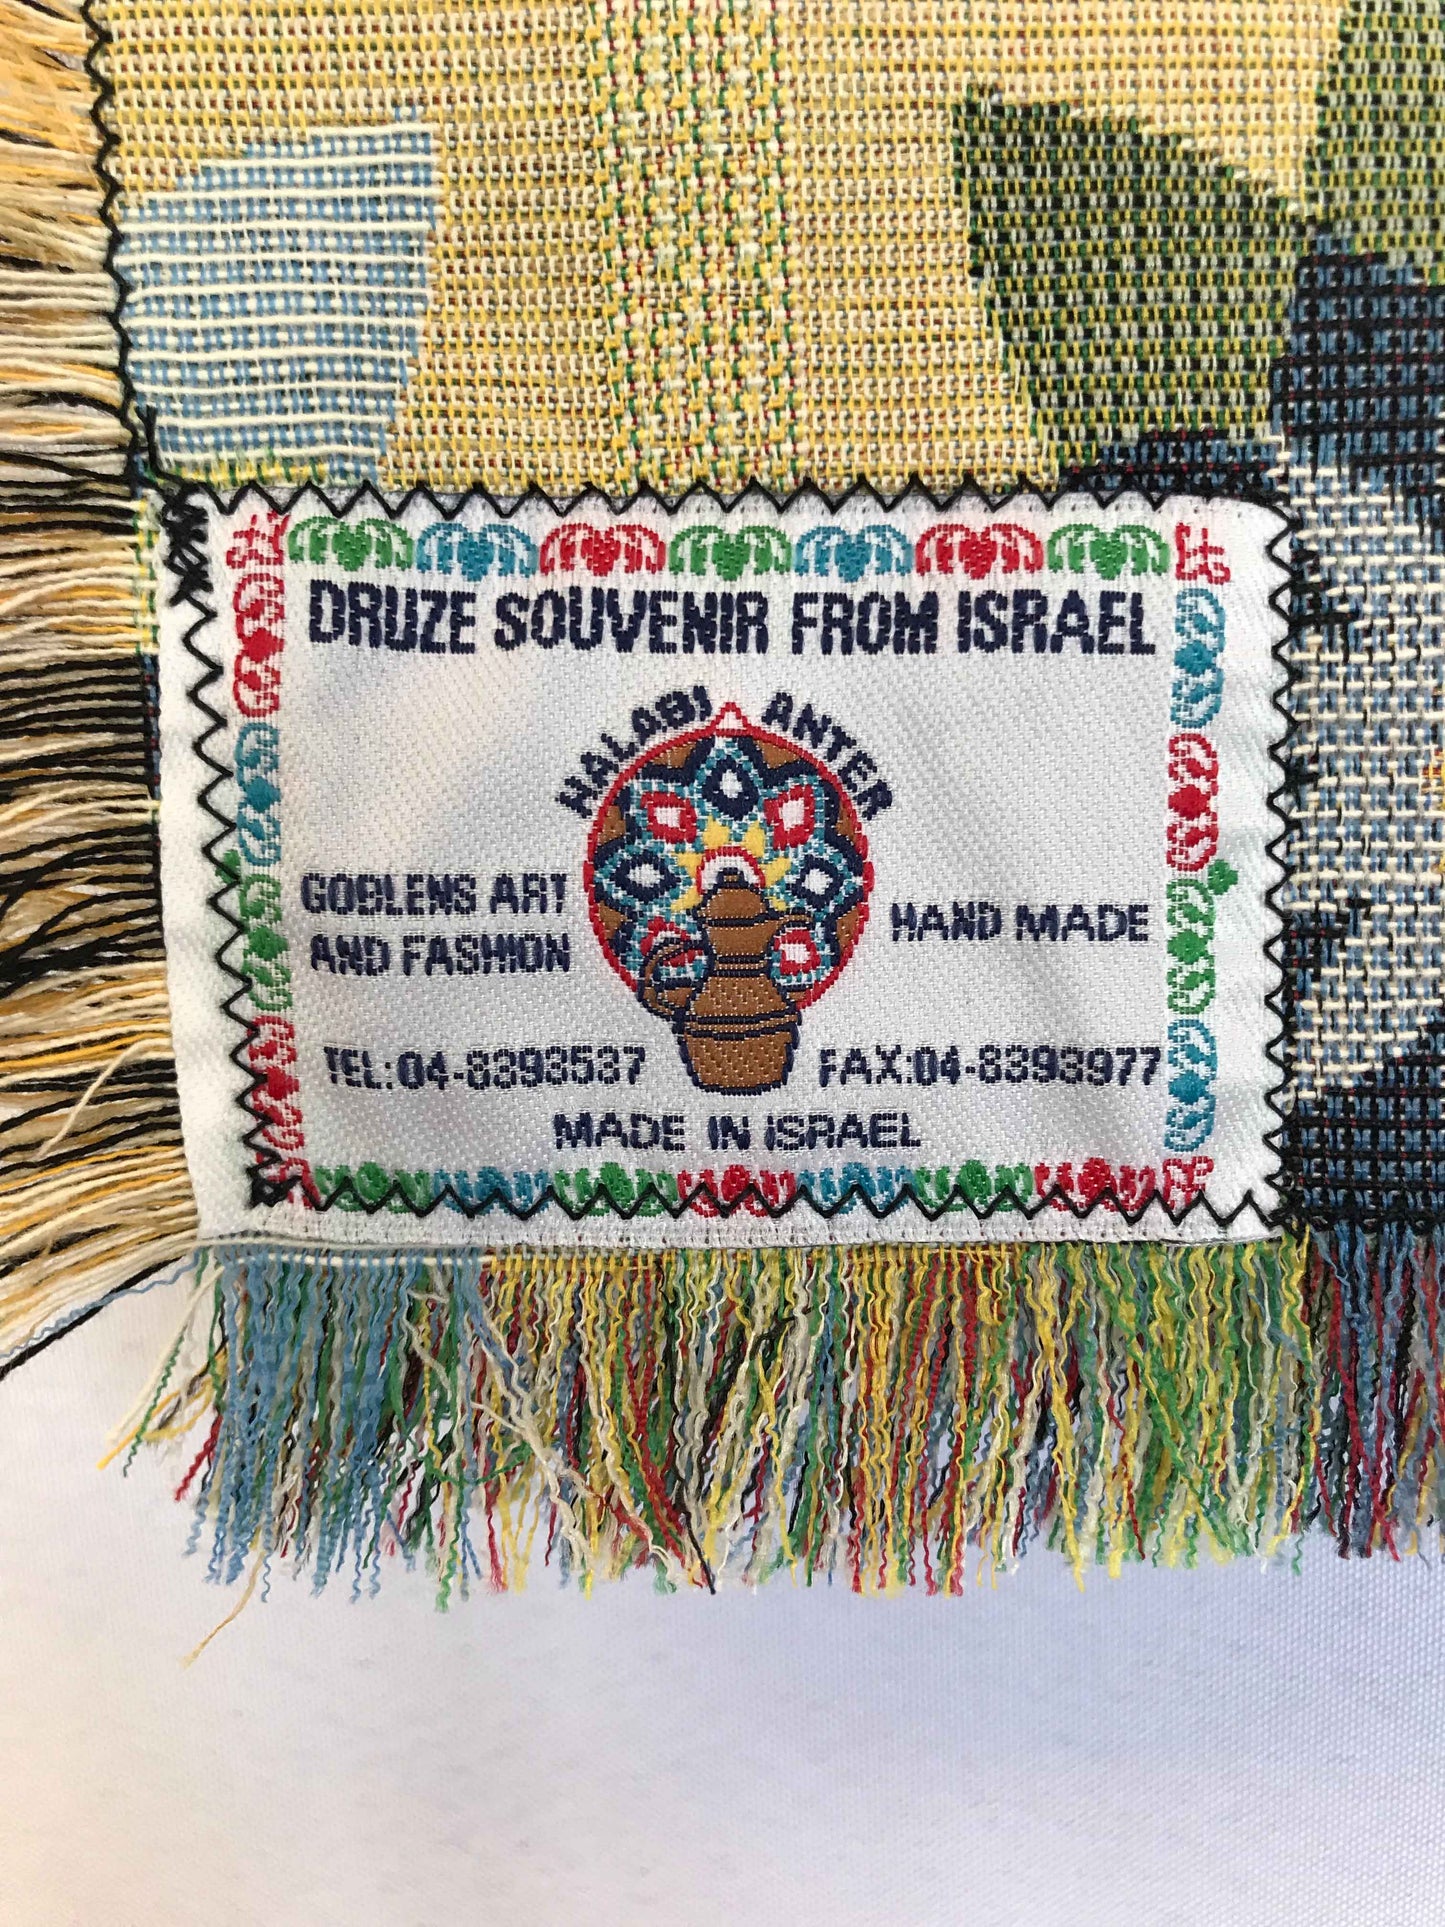 DRUZE SOUVENIR FROM ISRAEL
HALABI ANTER
GOBLENS ART
AND FASHION
HAND MADE
TEL:04-8393537
FAX:04-8393977
MADE IN ISRAEL